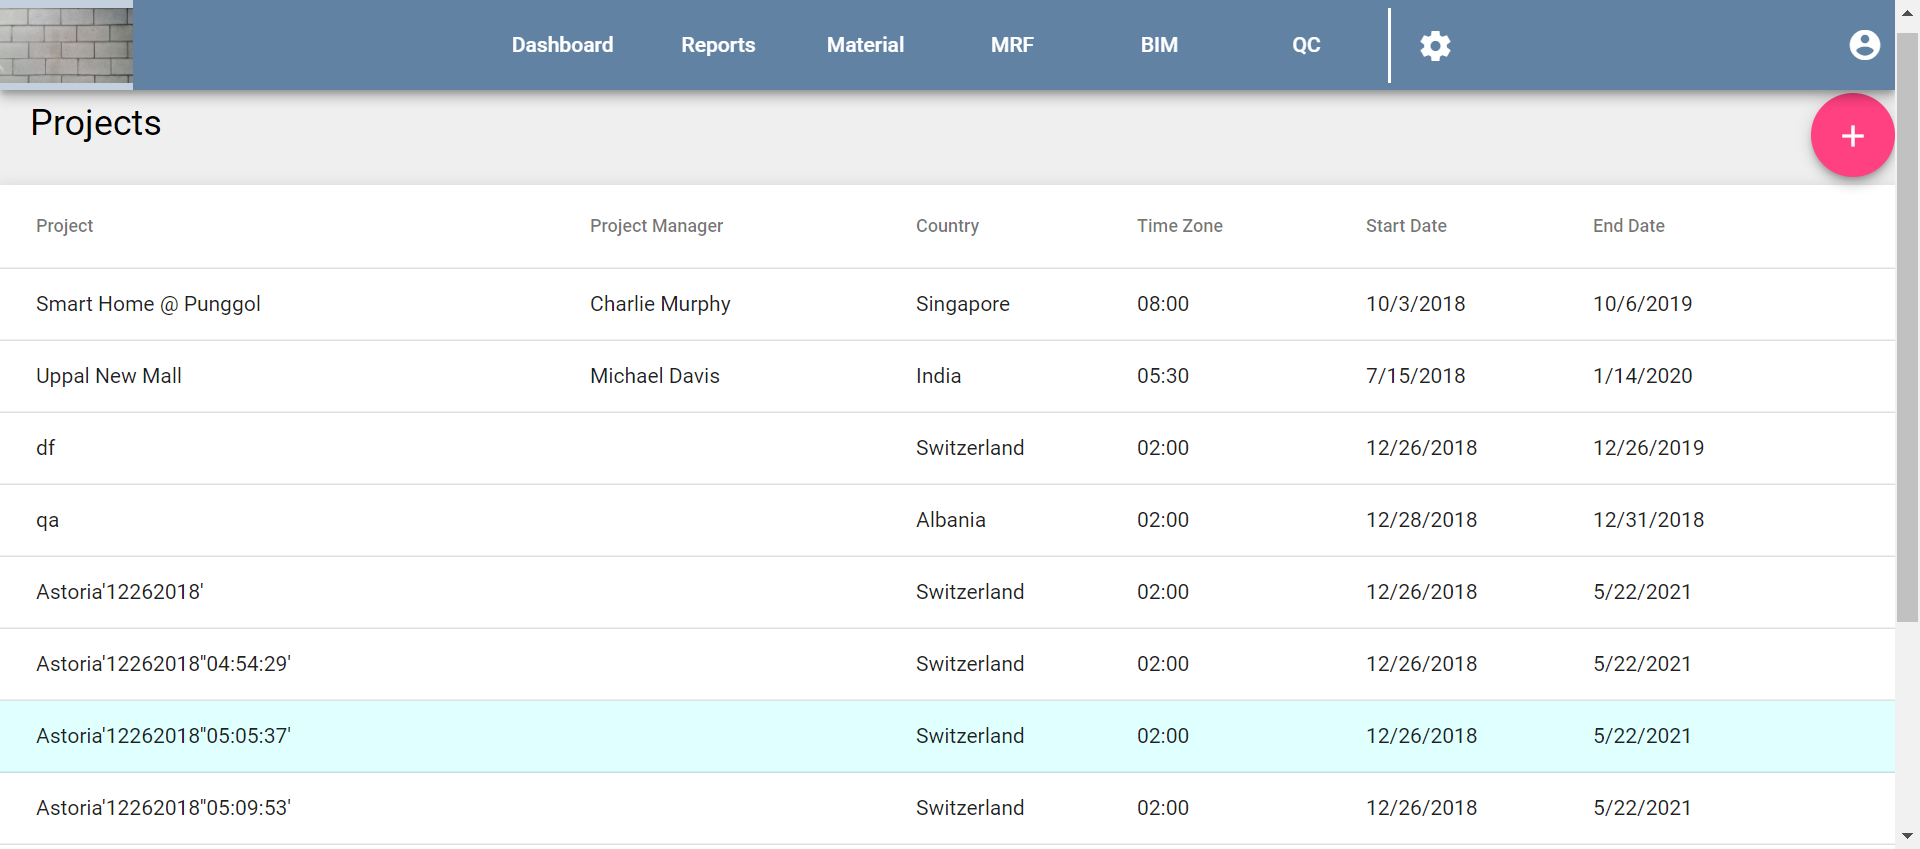 Dashboard Reports Material MRF BIM QC
Projects
Project Project Manager Country Time Zone Start Date End Date
Smart Home @ Punggol Charlie Murphy Singapore 08:00 10/3/2018 10/6/2019
Uppal New Mall Michael Davis India 05:30 7/15/2018 1/14/2020
df Switzerland 02:00 12/26/2018 12/26/2019
qa Albania 02:00 12/28/2018 12/31/2018
Astoria'12262018' Switzerland 02:00 12/26/2018 5/22/2021
Astoria'12262018''04:54:29' Switzerland 02:00 12/26/2018 5/22/2021
Astoria'12262018''05:05:37' Switzerland 02:00 12/26/2018 5/22/2021
Astoria'12262018''05:09:53' Switzerland 02:00 12/26/2018 5/22/2021